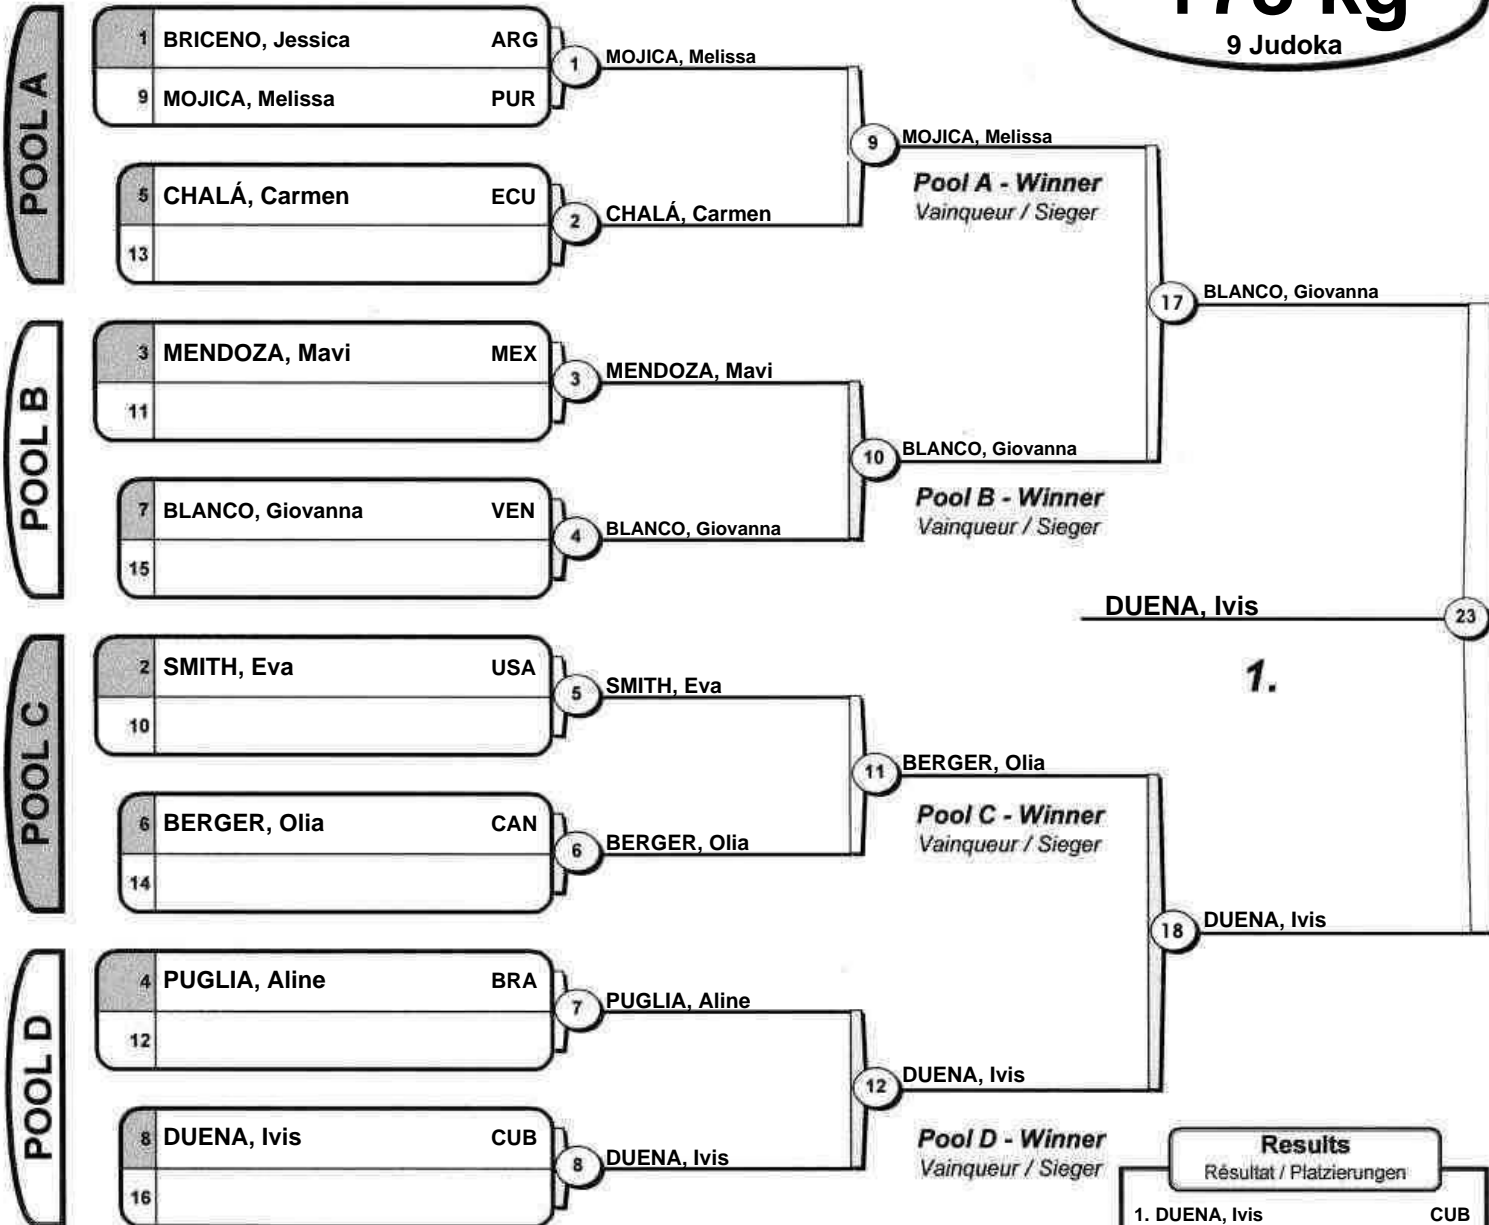 +78 kg
9 Judoka
POOL A
1 BRICENO, Jessica ARG
9 MOJICA, Melissa PUR
1 MOJICA, Melissa
5 CHALÁ, Carmen ECU
13
2 CHALÁ, Carmen
9 MOJICA, Melissa
Pool A - Winner
Vainqueur / Sieger
POOL B
3 MENDOZA, Mavi MEX
11
3 MENDOZA, Mavi
7 BLANCO, Giovanna VEN
15
4 BLANCO, Giovanna
10 BLANCO, Giovanna
Pool B - Winner
Vainqueur / Sieger
17 BLANCO, Giovanna
DUENA, Ivis 23
1.
POOL C
2 SMITH, Eva USA
10
5 SMITH, Eva
6 BERGER, Olia CAN
14
6 BERGER, Olia
11 BERGER, Olia
Pool C - Winner
Vainqueur / Sieger
18 DUENA, Ivis
POOL D
4 PUGLIA, Aline BRA
12
7 PUGLIA, Aline
8 DUENA, Ivis CUB
16
8 DUENA, Ivis
12 DUENA, Ivis
Pool D - Winner
Vainqueur / Sieger
Results
Résultat / Platzierungen
1. DUENA, Ivis CUB